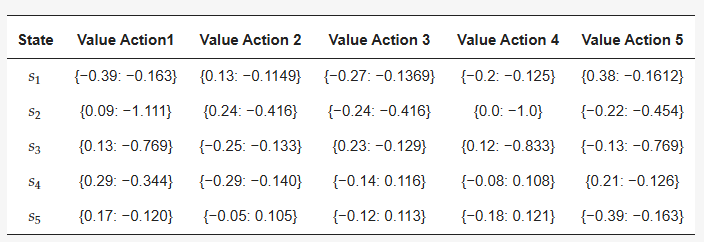 State Value Action1 Value Action 2 Value Action 3 Value Action 4 Value Action 5
s1 {−0.39: −0.163} {0.13: −0.1149} {−0.27: −0.1369} {−0.2: −0.125} {0.38: −0.1612}
s2 {0.09: −1.111} {0.24: −0.416} {−0.24: −0.416} {0.0: −1.0} {−0.22: −0.454}
s3 {0.13: −0.769} {−0.25: −0.133} {0.23: −0.129} {0.12: −0.833} {−0.13: −0.769}
s4 {0.29: −0.344} {−0.29: −0.140} {−0.14: 0.116} {−0.08: 0.108} {0.21: −0.126}
s5 {0.17: −0.120} {−0.05: 0.105} {−0.12: 0.113} {−0.18: 0.121} {−0.39: −0.163}